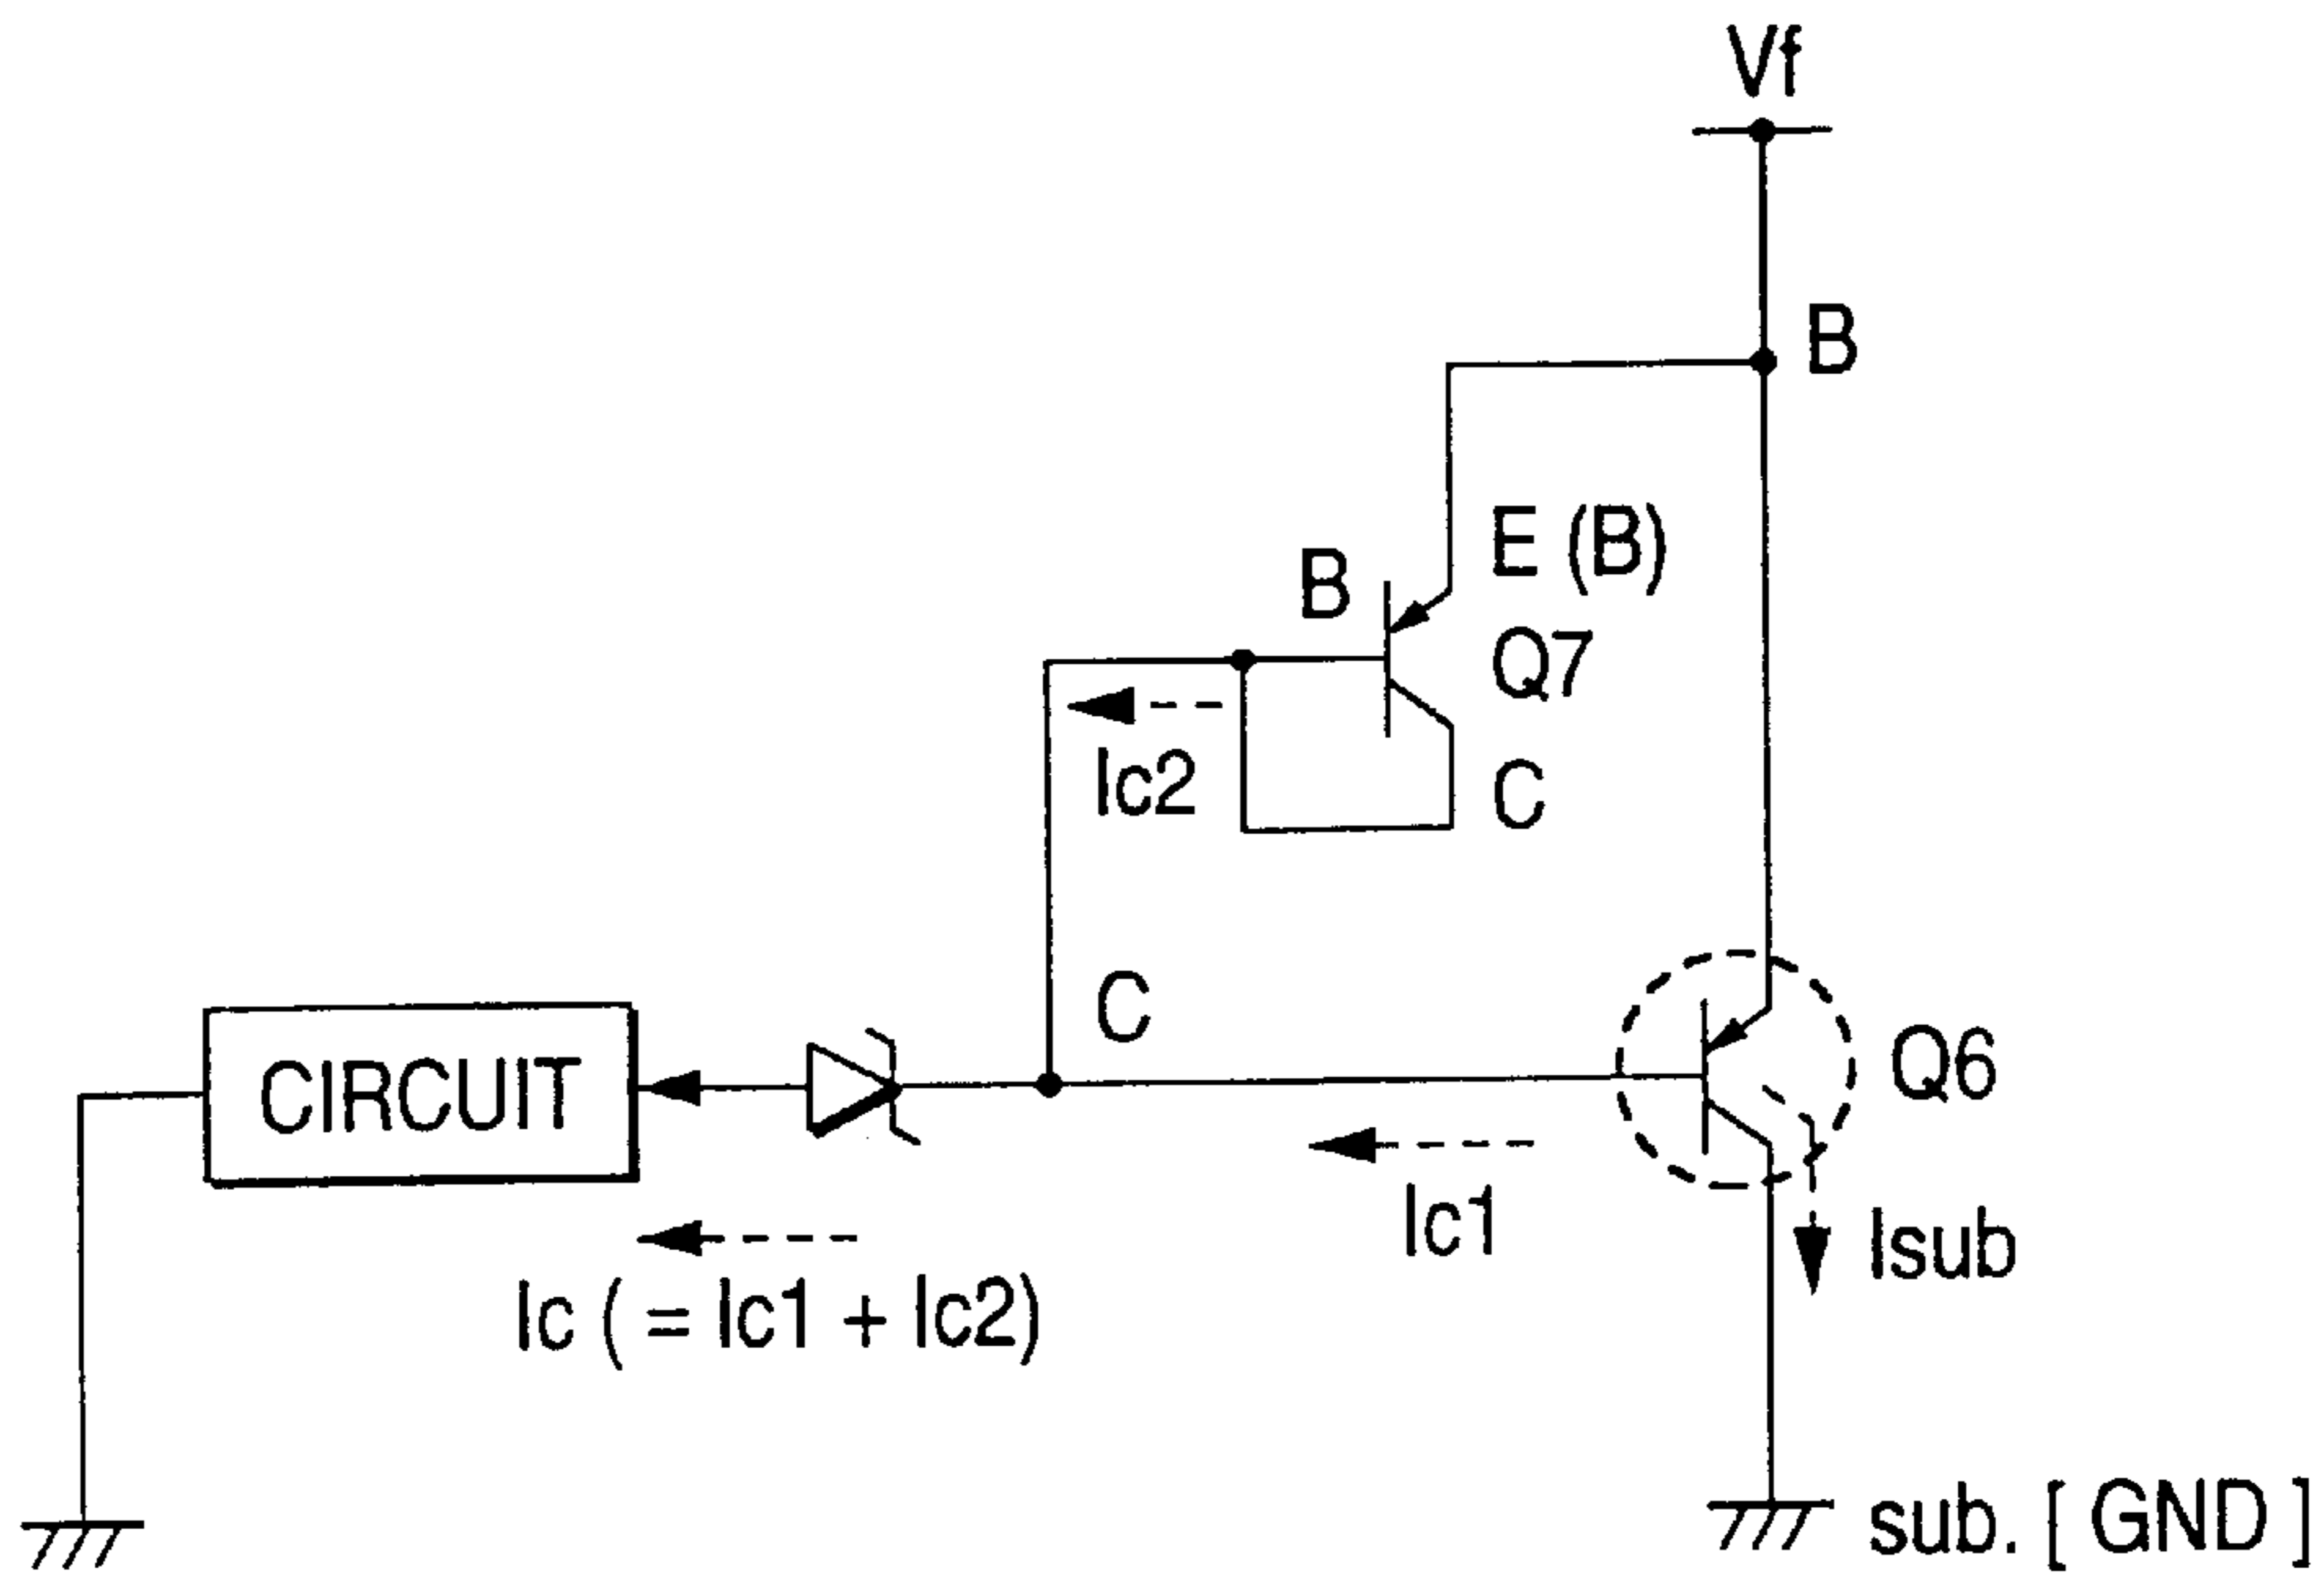 Vf
B
E (B)
B
Q7
Ic2
C
C
Q6
CIRCUIT
Ic1
Isub
Ic ( = Ic1 + Ic2)
sub. [ GND ]